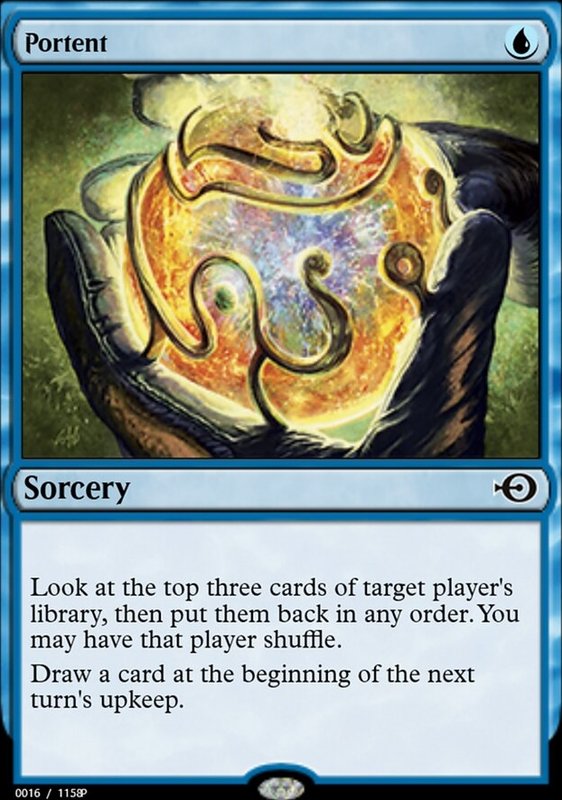 Portent
Sorcery
Look at the top three cards of target player's
library, then put them back in any order. You
may have that player shuffle.
Draw a card at the beginning of the next
turn's upkeep.
0016 / 1158P